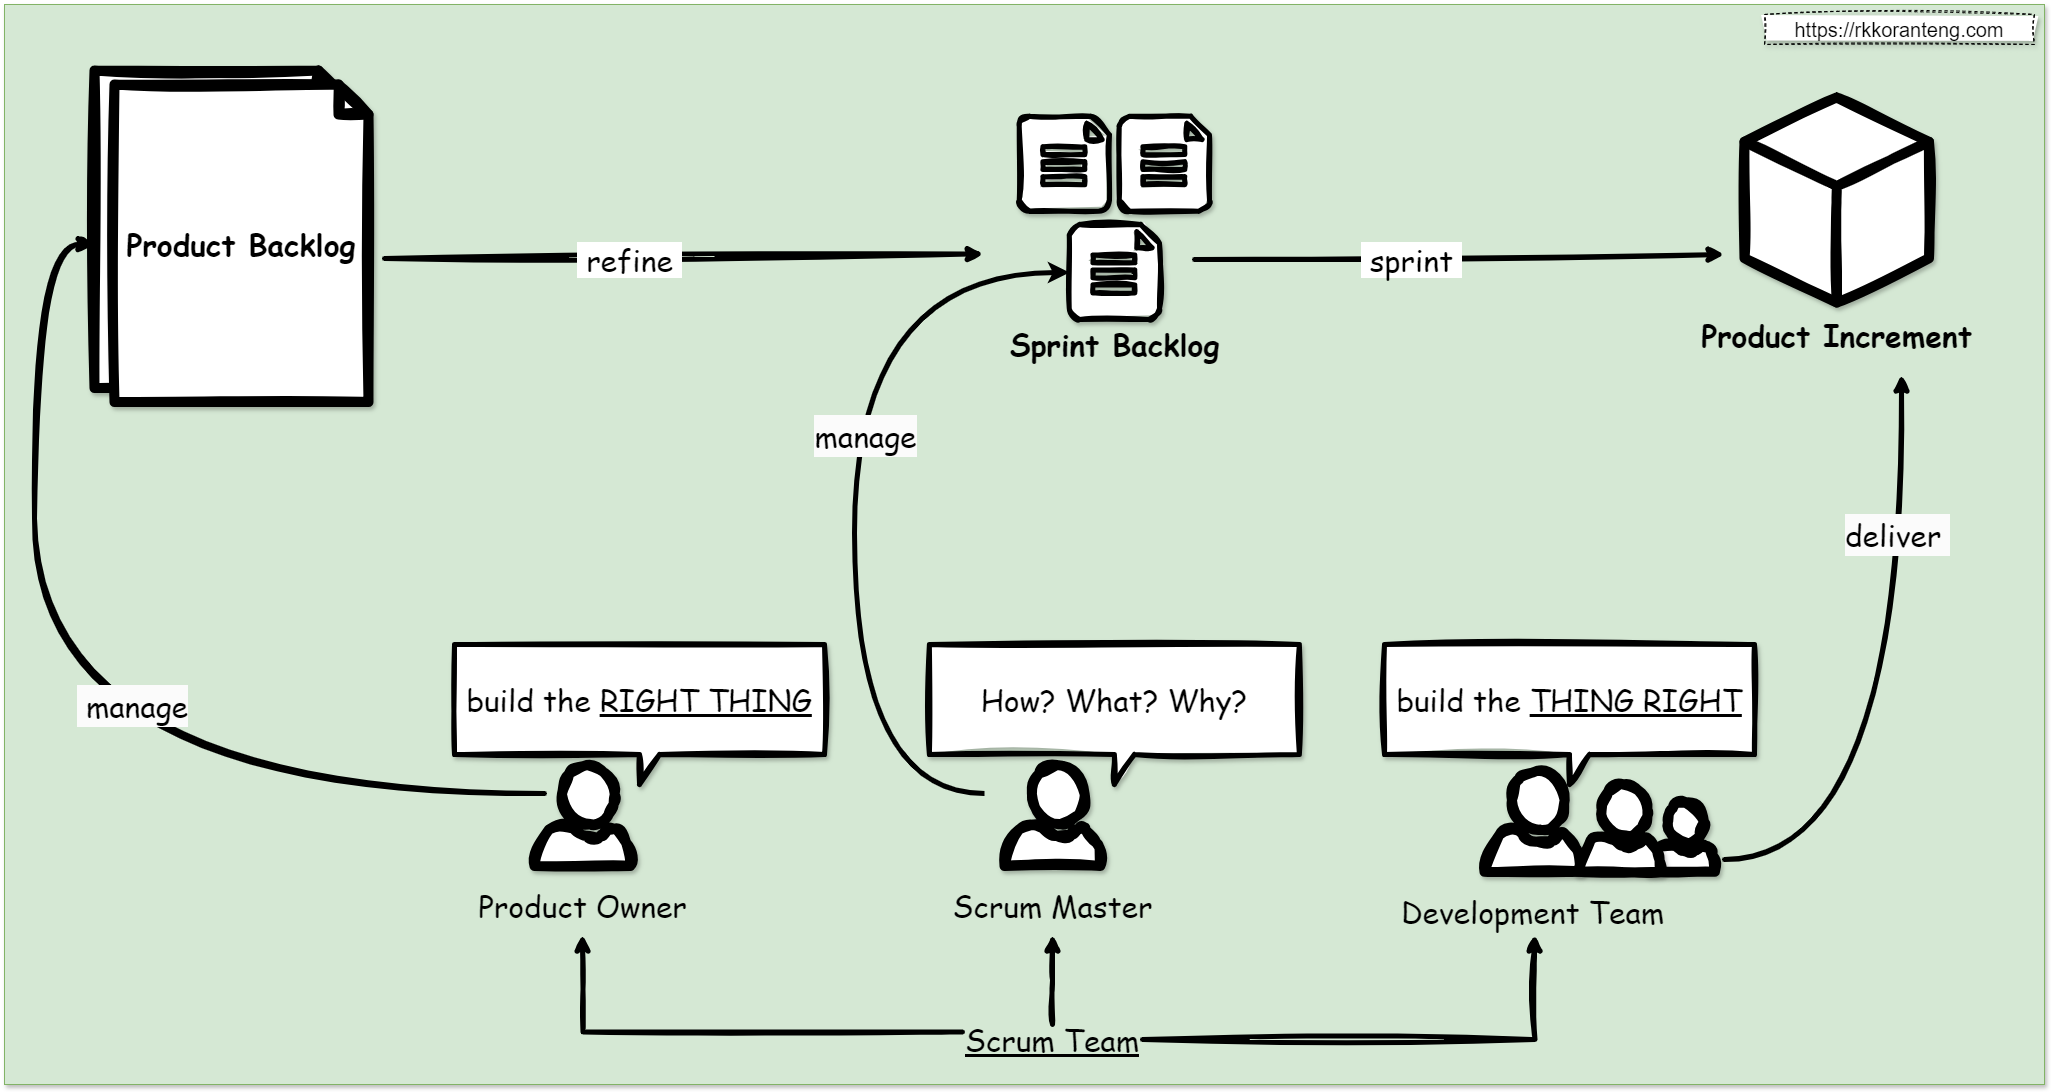 https://rkkoranteng.com
Product Backlog
refine
sprint
Sprint Backlog
Product Increment
manage
deliver
manage
build the RIGHT THING
How? What? Why?
build the THING RIGHT
Product Owner
Scrum Master
Development Team
Scrum Team